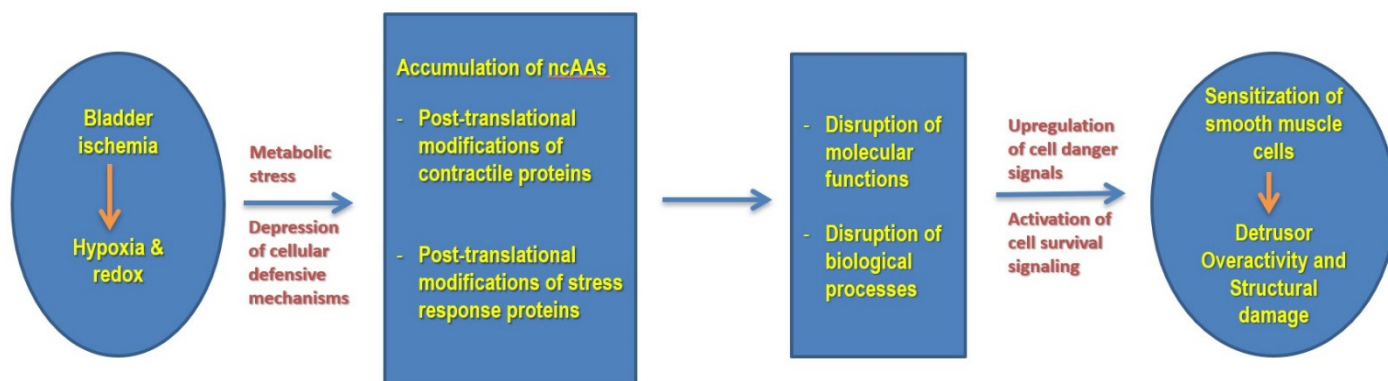 Bladder
ischemia
Hypoxia &
redox
Metabolic
stress
Depression
of cellular
defensive
mechanisms
Accumulation of ncAAs
- Post-translational
modifications of
contractile proteins
- Post-translational
modifications of stress
response proteins
- Disruption of
molecular
functions
- Disruption of
biological
processes
Upregulation
of cell danger
signals
Activation of
cell survival
signaling
Sensitization of
smooth muscle
cells
Detrusor
Overactivity and
Structural
damage